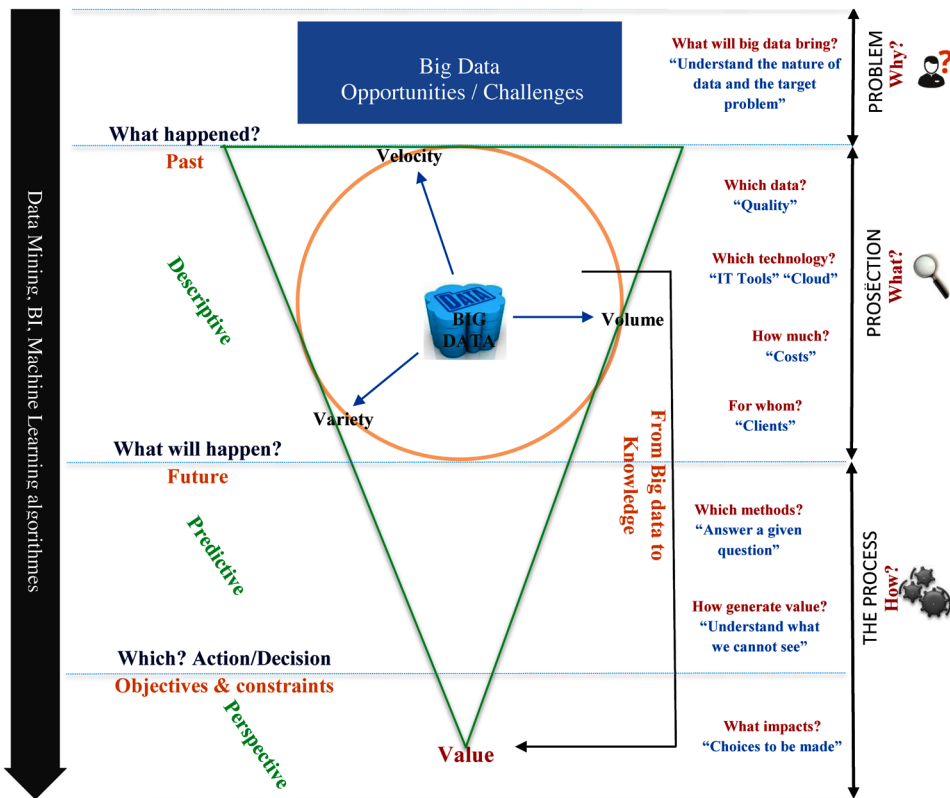 Big Data
Opportunities / Challenges
What will big data bring?
“Understand the nature of
data and the target
problem”
PROBLEM
Why?
?
What happened?
Past
Velocity
Which data?
“Quality”
Descriptive
DATA
BIG
DATA
Volume
Variety
Which technology?
“IT Tools” “Cloud”
How much?
“Costs”
For whom?
“Clients”
PROSËCTION
What?
Data Mining, BI, Machine Learning algorithmes
What will happen?
Future
From Big data to
Knowledge
Predictive
Which methods?
“Answer a given
question”
How generate value?
“Understand what
we cannot see”
THE PROCESS
How?
Which? Action/Decision
Objectives & constraints
Perspective
Value
What impacts?
“Choices to be made”